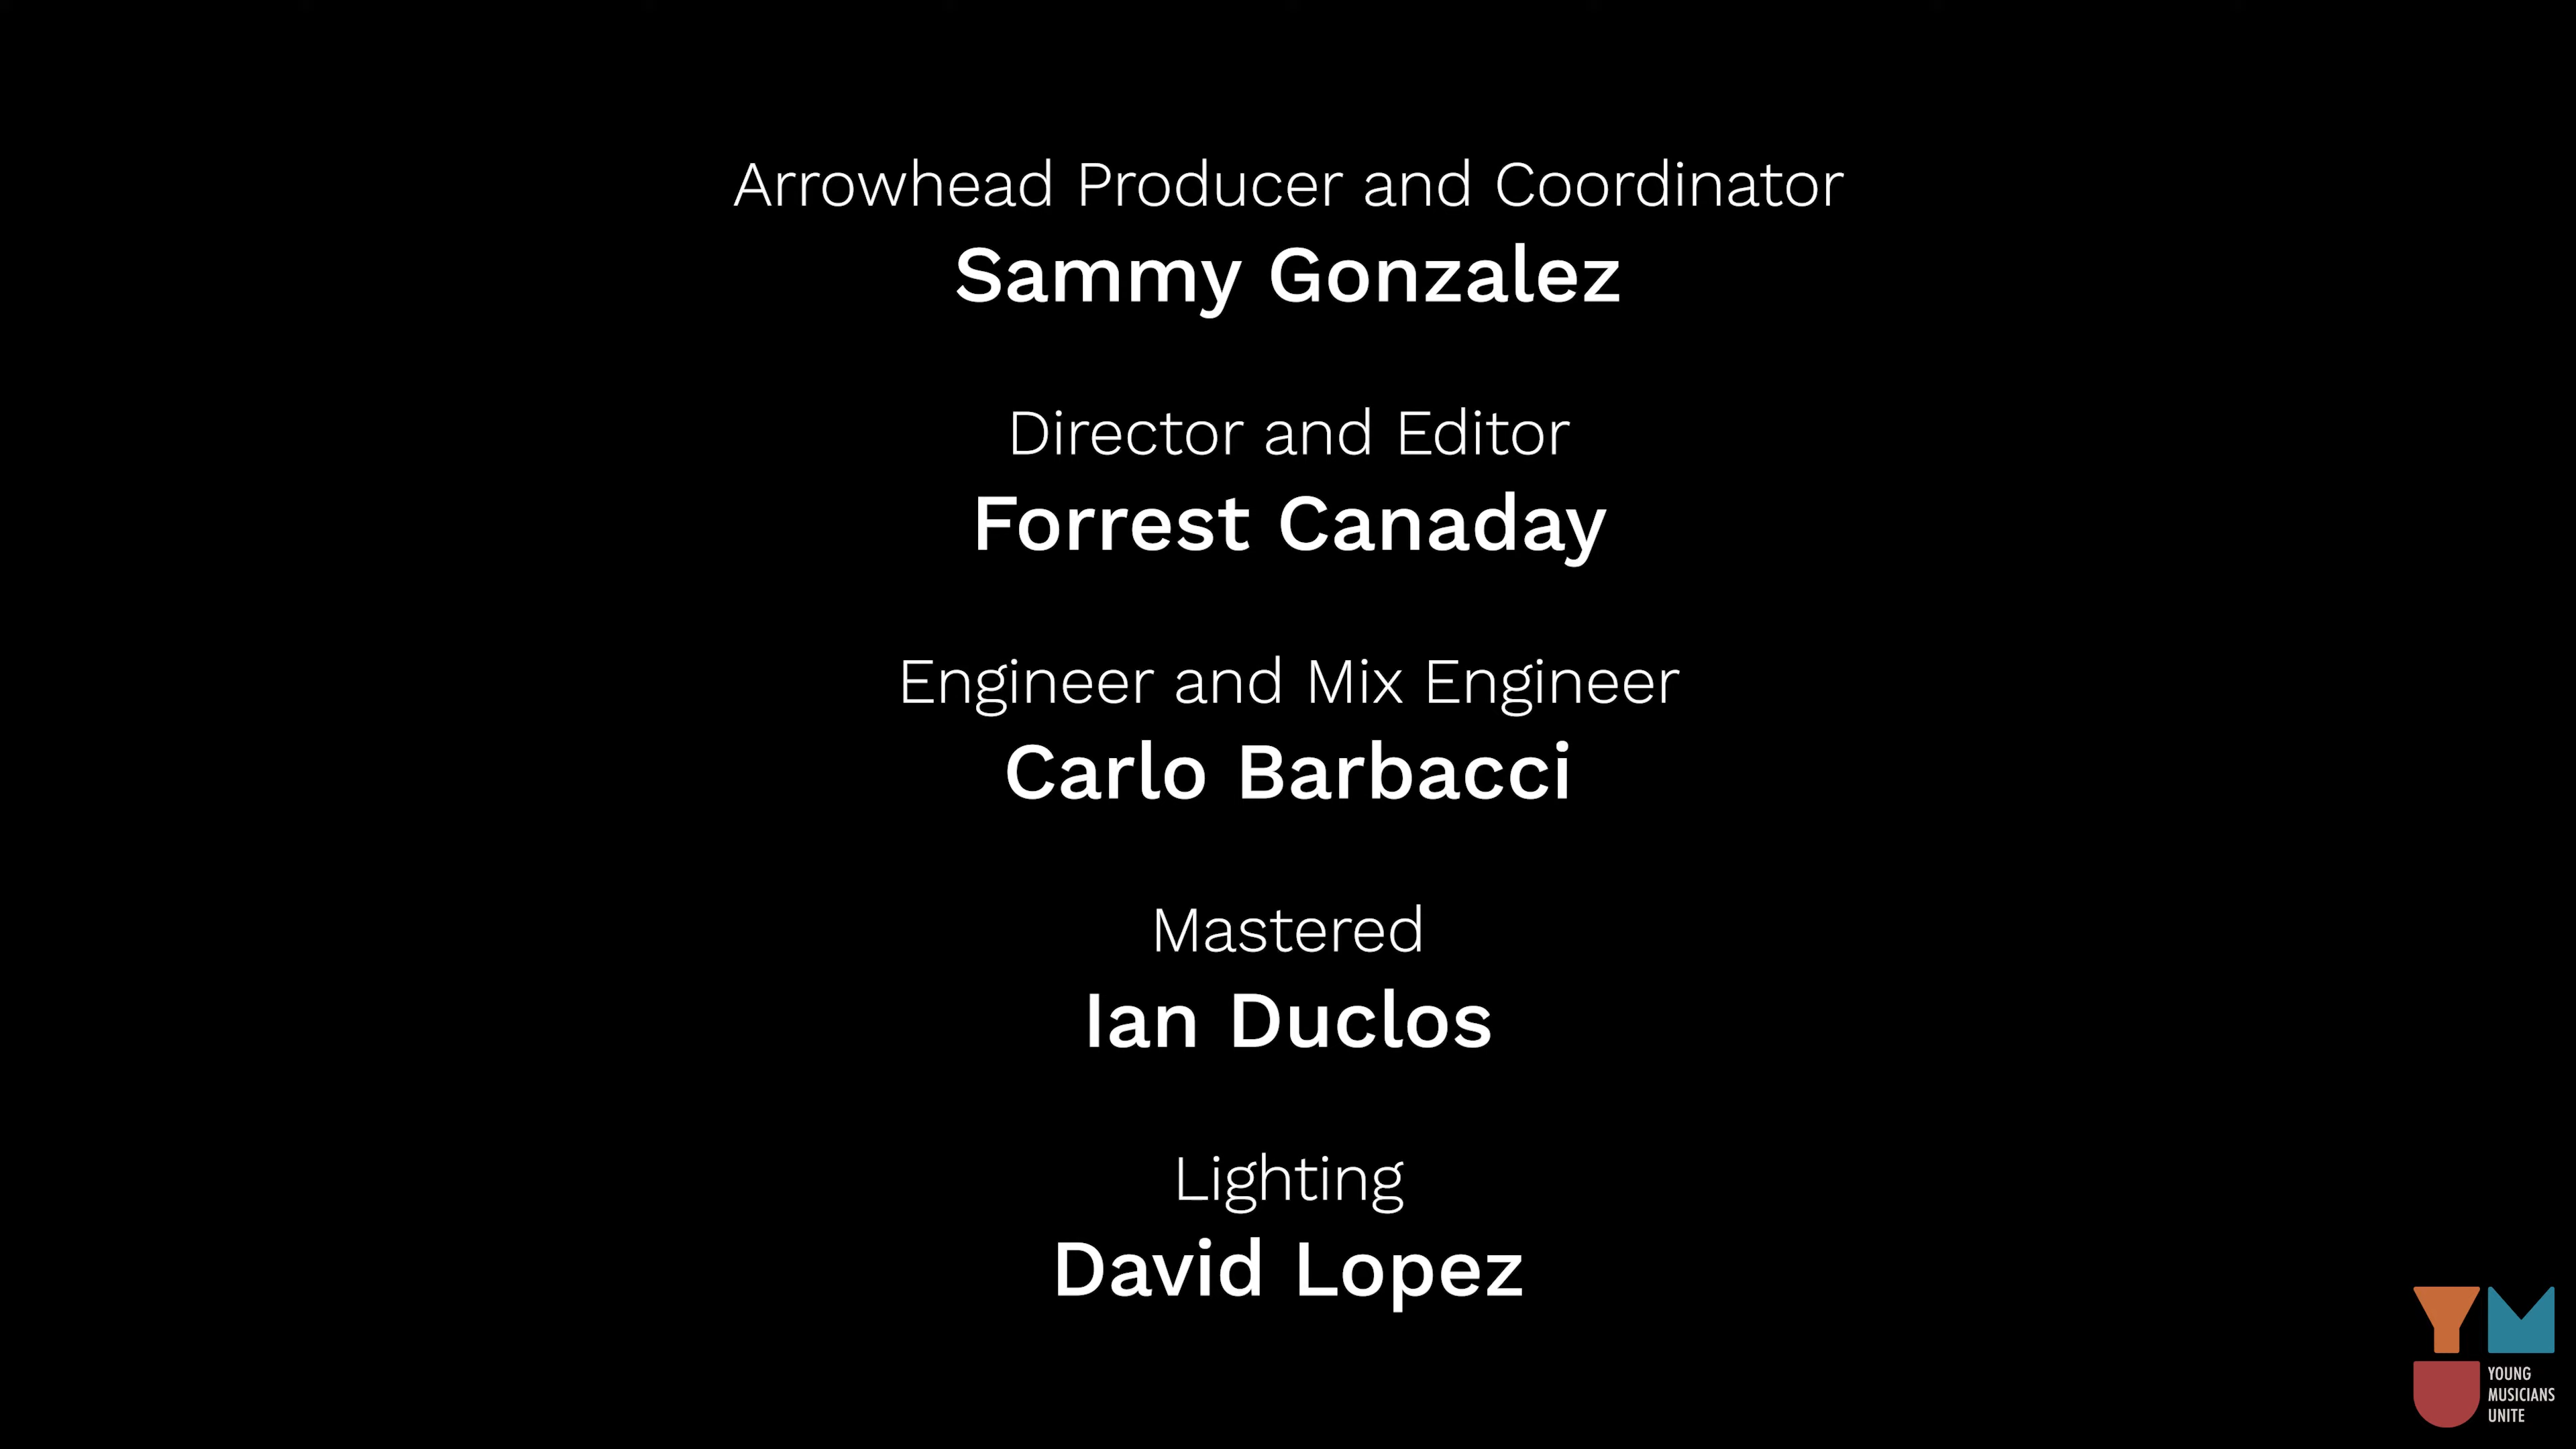 Arrowhead Producer and Coordinator
Sammy Gonzalez
Director and Editor
Forrest Canaday
Engineer and Mix Engineer
Carlo Barbacci
Mastered
Ian Duclos
Lighting
David Lopez
YM
U
YOUNG
MUSICIANS
UNITE